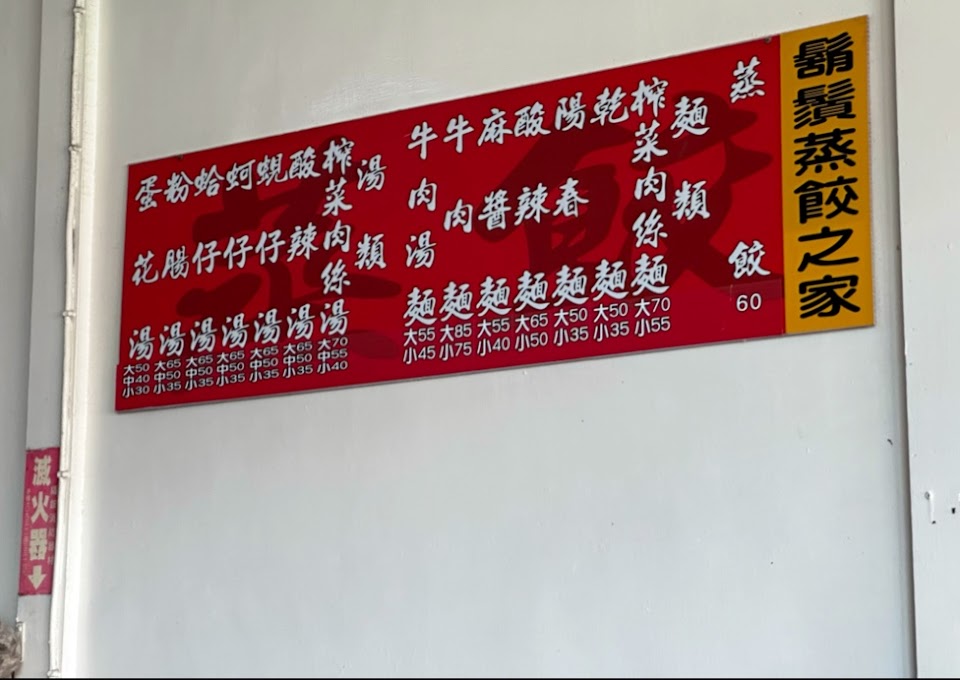 鬍鬚蒸餃之家
蒸餃 60
麵類
榨菜肉絲麵 大70 小55
乾麵 大50 小35
陽春麵 大50 小35
酸辣麵 大65 小50
麻醬麵 大55 小40
牛肉麵 大85 小75
牛肉湯麵 大55 小45
湯類
榨菜肉絲湯 大70 中55 小40
酸辣湯 大65 中50 小35
蜆仔湯 大65 中50 小35
蚵仔湯 大65 中50 小35
蛤仔湯 大65 中50 小35
粉腸湯 大65 中50 小35
蛋花湯 大50 中40 小30
蒸餃
滅火器